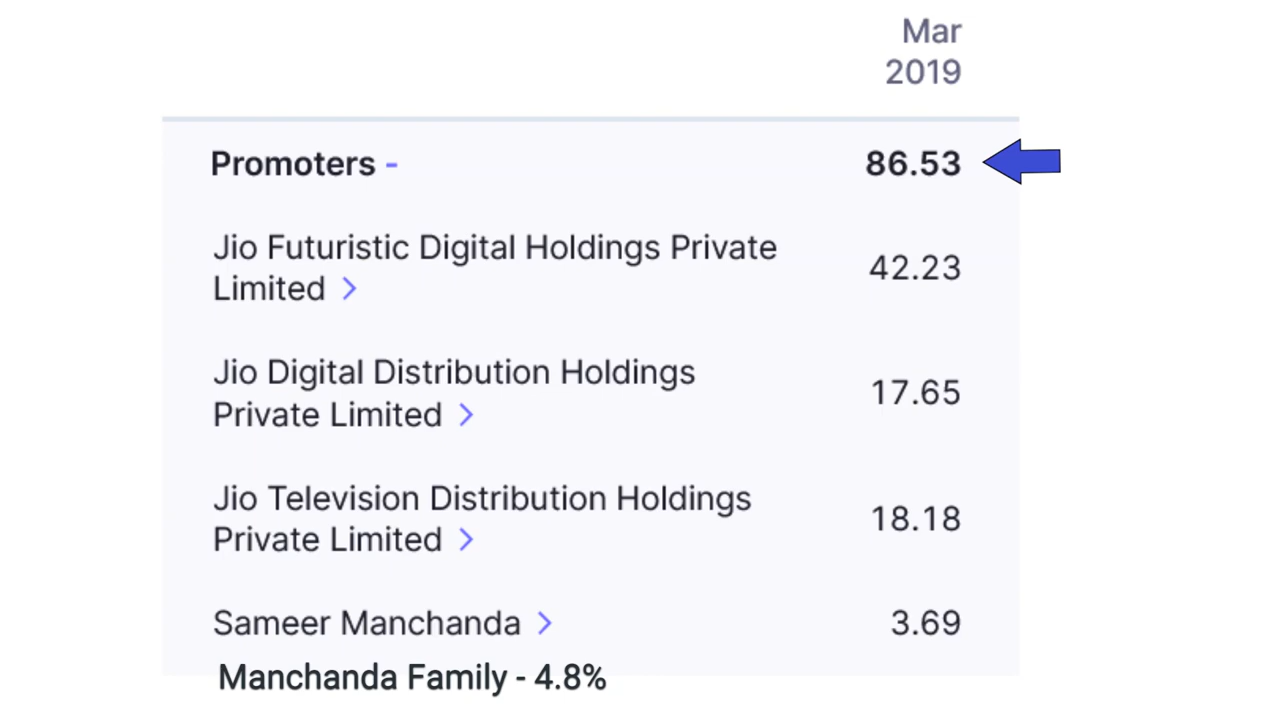 Mar
2019
Promoters - 86.53
Jio Futuristic Digital Holdings Private
Limited > 42.23
Jio Digital Distribution Holdings
Private Limited > 17.65
Jio Television Distribution Holdings
Private Limited > 18.18
Sameer Manchanda > 3.69
Manchanda Family - 4.8%